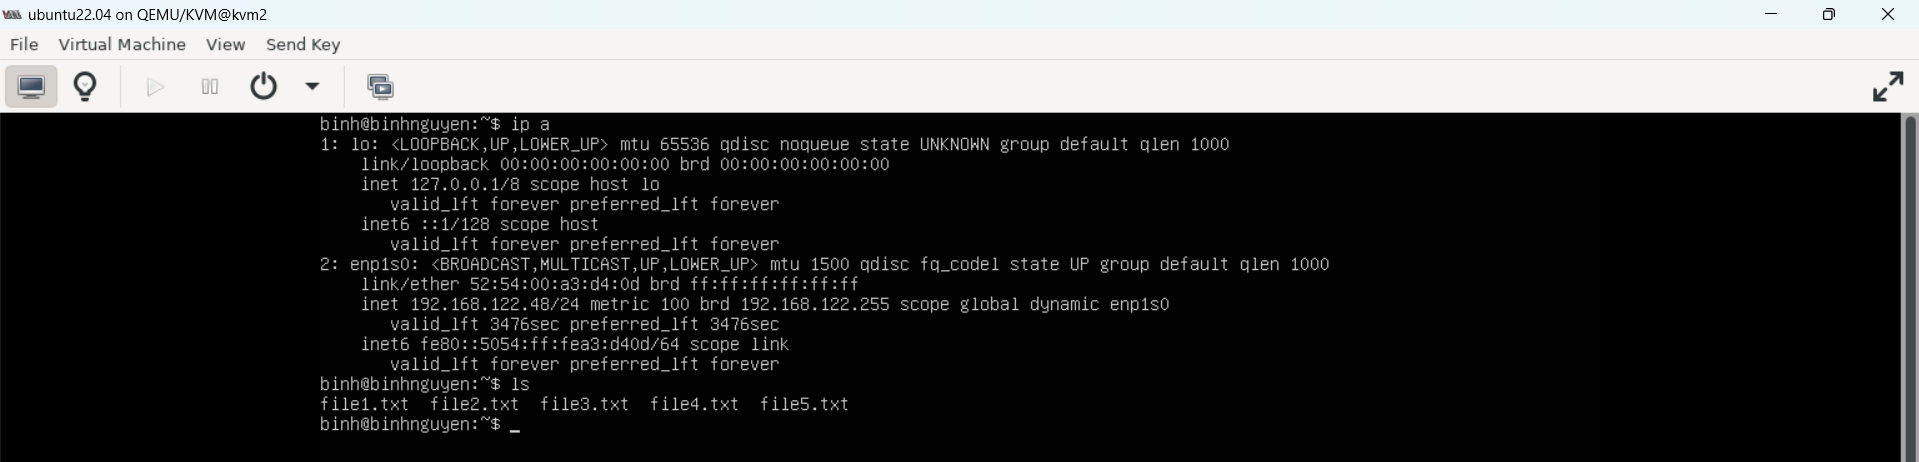 ubuntu22.04 on QEMU/KVM@kvm2
File Virtual Machine View Send Key
binh@binhnguyen:~$ ip a
1: lo: <LOOPBACK,UP,LOWER_UP> mtu 65536 qdisc noqueue state UNKNOWN group default qlen 1000
    link/loopback 00:00:00:00:00:00 brd 00:00:00:00:00:00
    inet 127.0.0.1/8 scope host lo
       valid_lft forever preferred_lft forever
    inet6 ::1/128 scope host
       valid_lft forever preferred_lft forever
2: enp1s0: <BROADCAST,MULTICAST,UP,LOWER_UP> mtu 1500 qdisc fq_codel state UP group default qlen 1000
    link/ether 52:54:00:a3:d4:0d brd ff:ff:ff:ff:ff:ff
    inet 192.168.122.48/24 metric 100 brd 192.168.122.255 scope global dynamic enp1s0
       valid_lft 3476sec preferred_lft 3476sec
    inet6 fe80::5054:ff:fea3:d40d/64 scope link
       valid_lft forever preferred_lft forever
binh@binhnguyen:~$ ls
file1.txt  file2.txt  file3.txt  file4.txt  file5.txt
binh@binhnguyen:~$ _